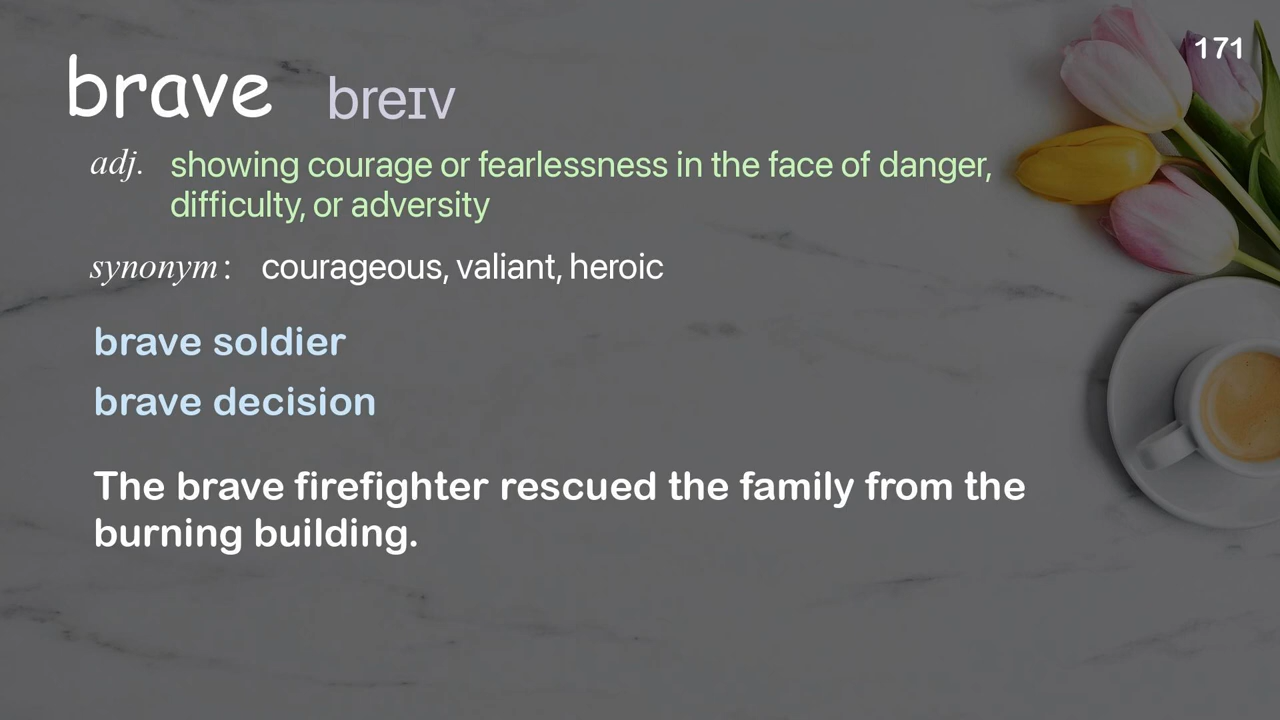 171
brave breɪv
adj. showing courage or fearlessness in the face of danger,
difficulty, or adversity
synonym: courageous, valiant, heroic
brave soldier
brave decision
The brave firefighter rescued the family from the
burning building.